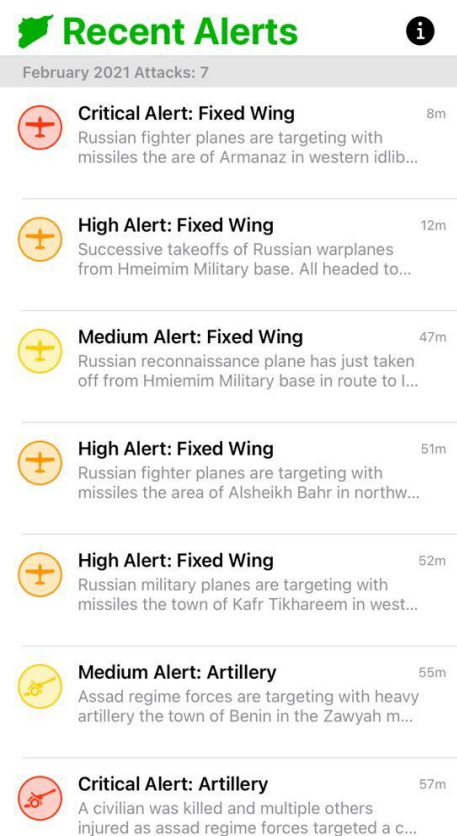 Recent Alerts
February 2021 Attacks: 7
Critical Alert: Fixed Wing 8m
Russian fighter planes are targeting with
missiles the are of Armanaz in western idlib...
High Alert: Fixed Wing 12m
Successive takeoffs of Russian warplanes
from Hmeimim Military base. All headed to...
Medium Alert: Fixed Wing 47m
Russian reconnaissance plane has just taken
off from Hmiemim Military base in route to I...
High Alert: Fixed Wing 51m
Russian fighter planes are targeting with
missiles the area of Alsheikh Bahr in northw...
High Alert: Fixed Wing 52m
Russian military planes are targeting with
missiles the town of Kafr Tikhareem in west...
Medium Alert: Artillery 55m
Assad regime forces are targeting with heavy
artillery the town of Benin in the Zawyah m...
Critical Alert: Artillery 57m
A civilian was killed and multiple others
injured as assad regime forces targeted a c...